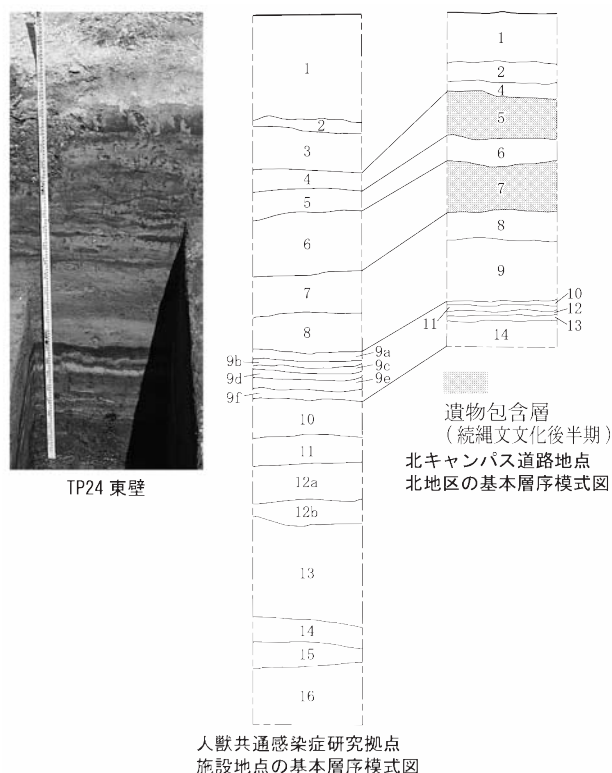 TP24 東壁
1
2
3
4
5
6
7
8
9a
9b
9c
9d
9e
9f
10
11
12a
12b
13
14
15
16
人獣共通感染症研究拠点
施設地点の基本層序模式図
1
2
4
5
6
7
8
9
10
11
12
13
14
遺物包含層
(続縄文文化後半期)
北キャンパス道路地点
北地区の基本層序模式図